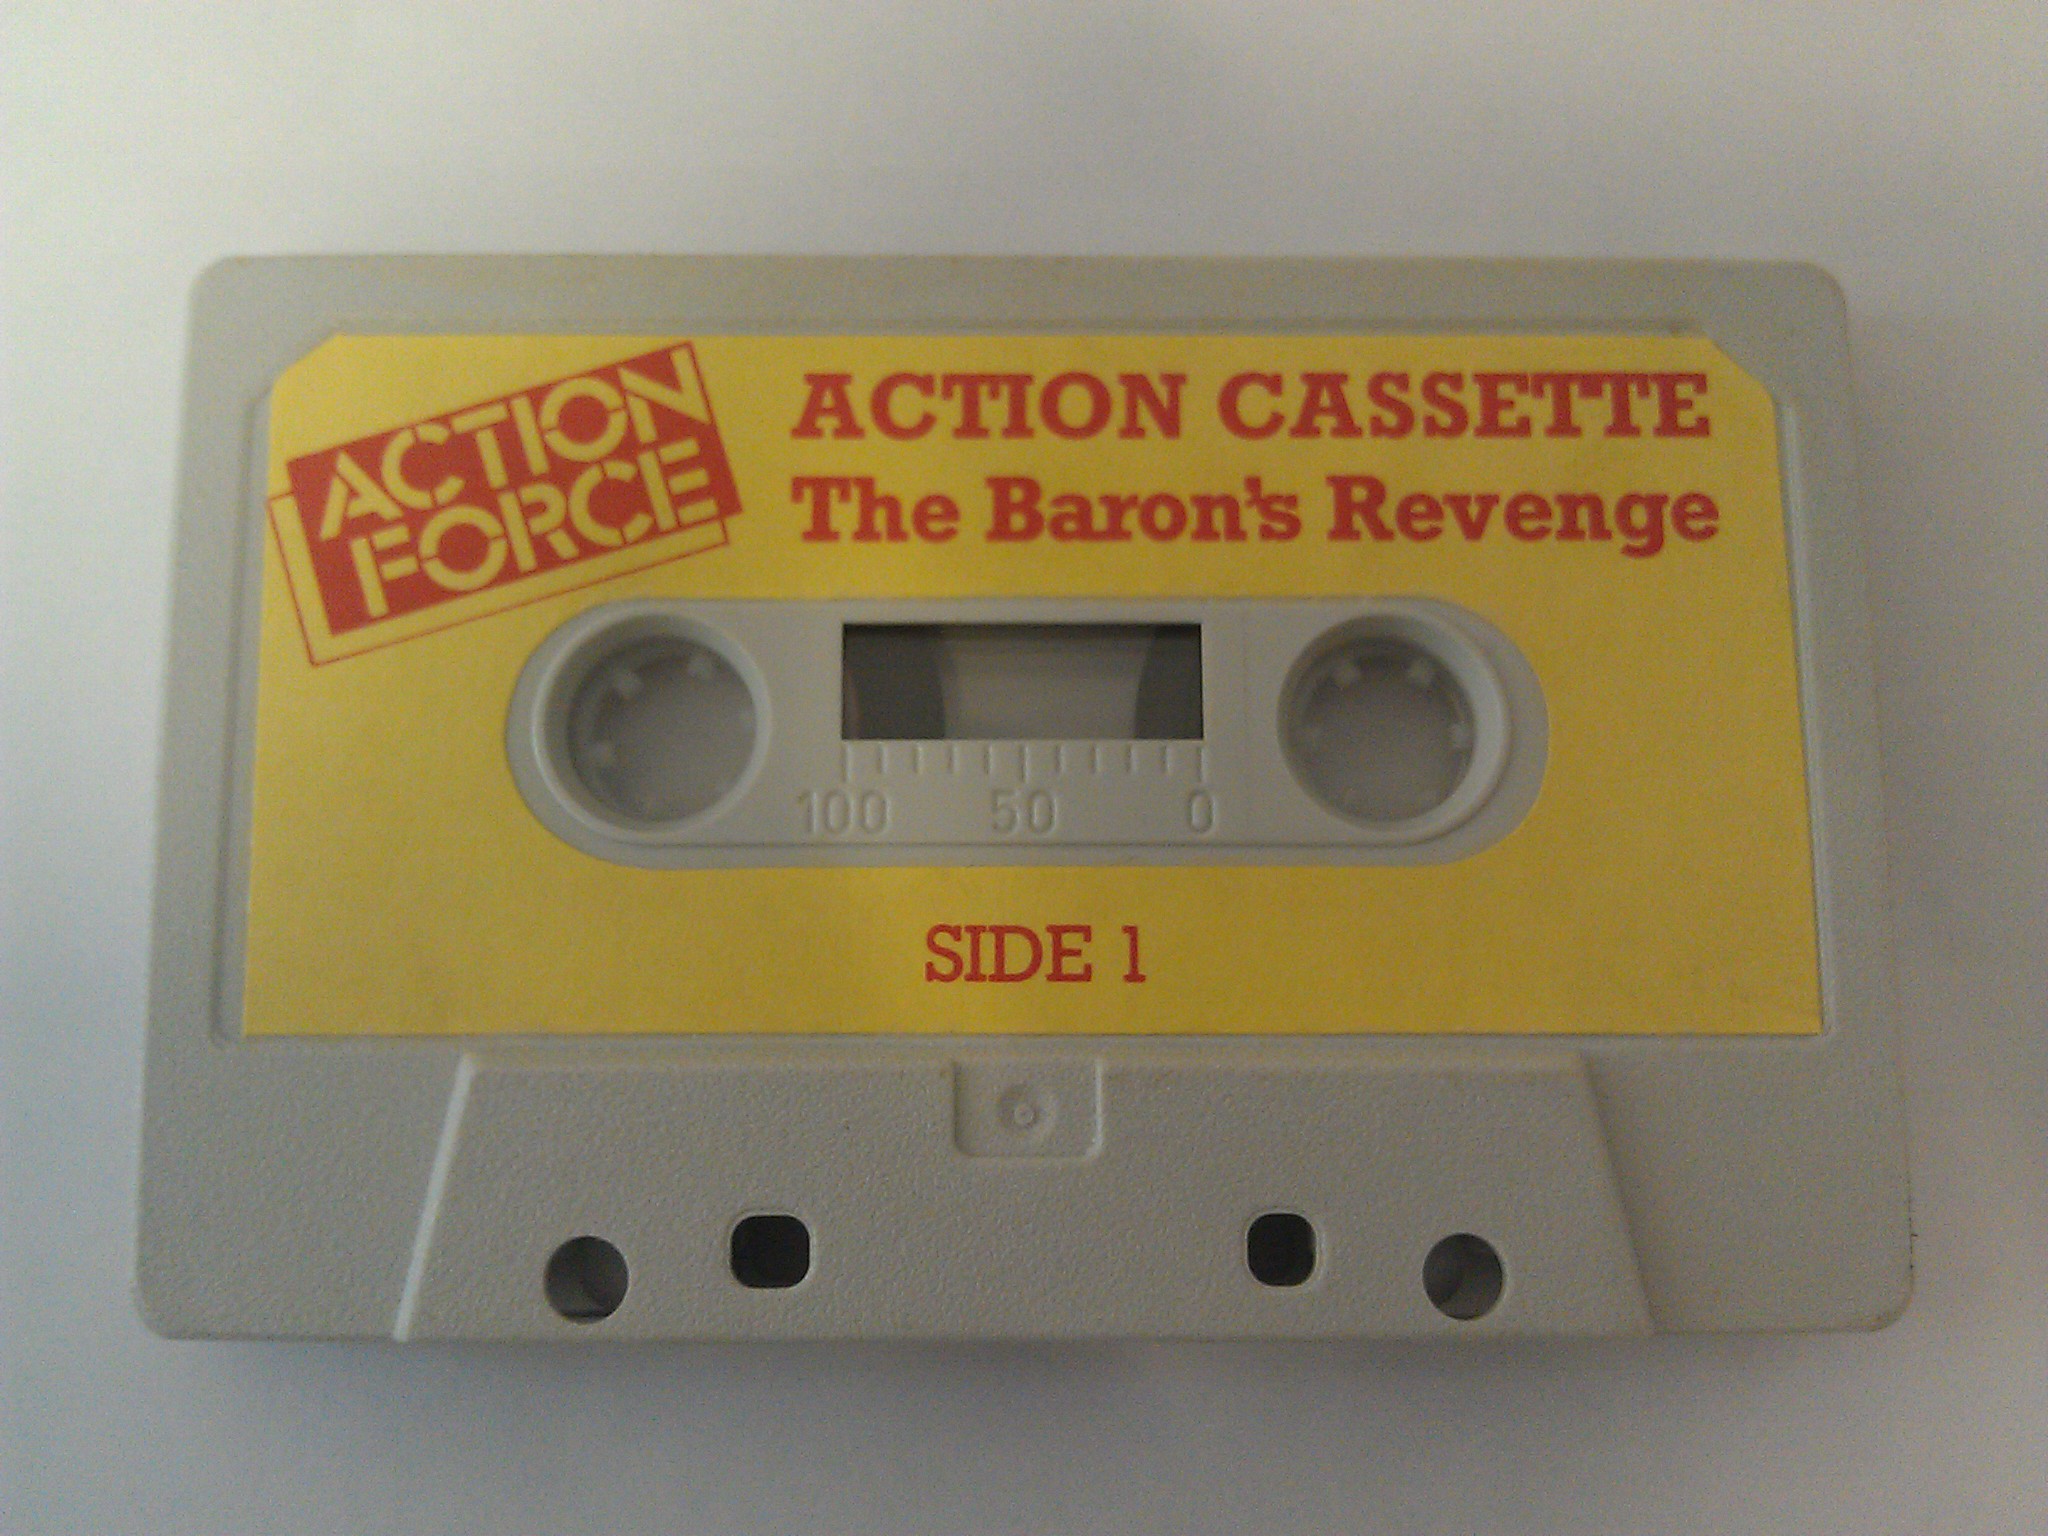 ACTION
FORCE
ACTION CASSETTE
The Baron's Revenge
100 50 0
SIDE 1